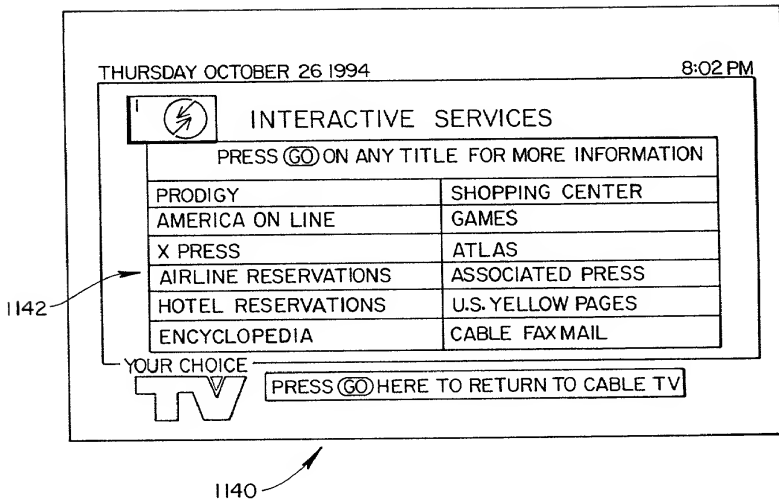 THURSDAY OCTOBER 26 1994 8:02 PM
1
INTERACTIVE SERVICES
PRESS GO ON ANY TITLE FOR MORE INFORMATION
PRODIGY SHOPPING CENTER
AMERICA ON LINE GAMES
X PRESS ATLAS
AIRLINE RESERVATIONS ASSOCIATED PRESS
1142
HOTEL RESERVATIONS U.S. YELLOW PAGES
ENCYCLOPEDIA CABLE FAXMAIL
YOUR CHOICE
TV
PRESS GO HERE TO RETURN TO CABLE TV
1140